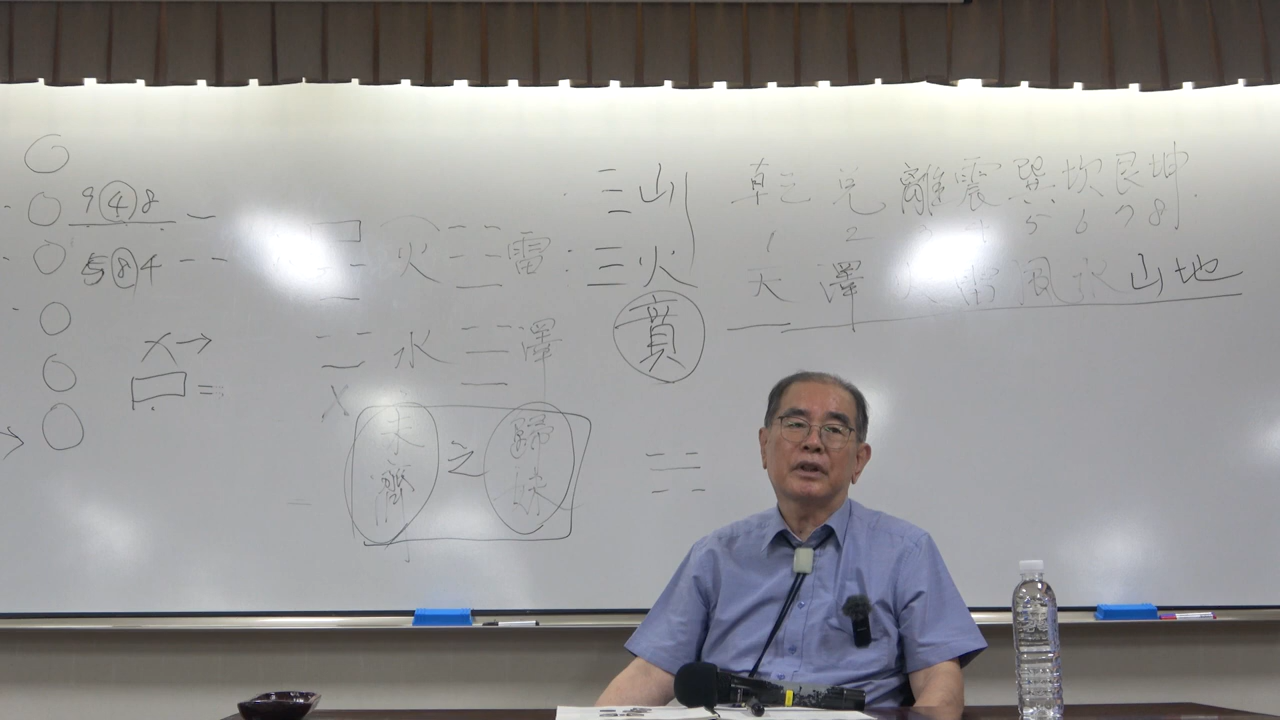 9 4 8
5 8 4
X →
火 雷
水 澤
X
未濟 之 歸妹
山
火
賁
乾 兌 離 震 巽 坎 艮 坤
1 2 3 4 5 6 7 8
天 澤 火 雷 風 水 山 地